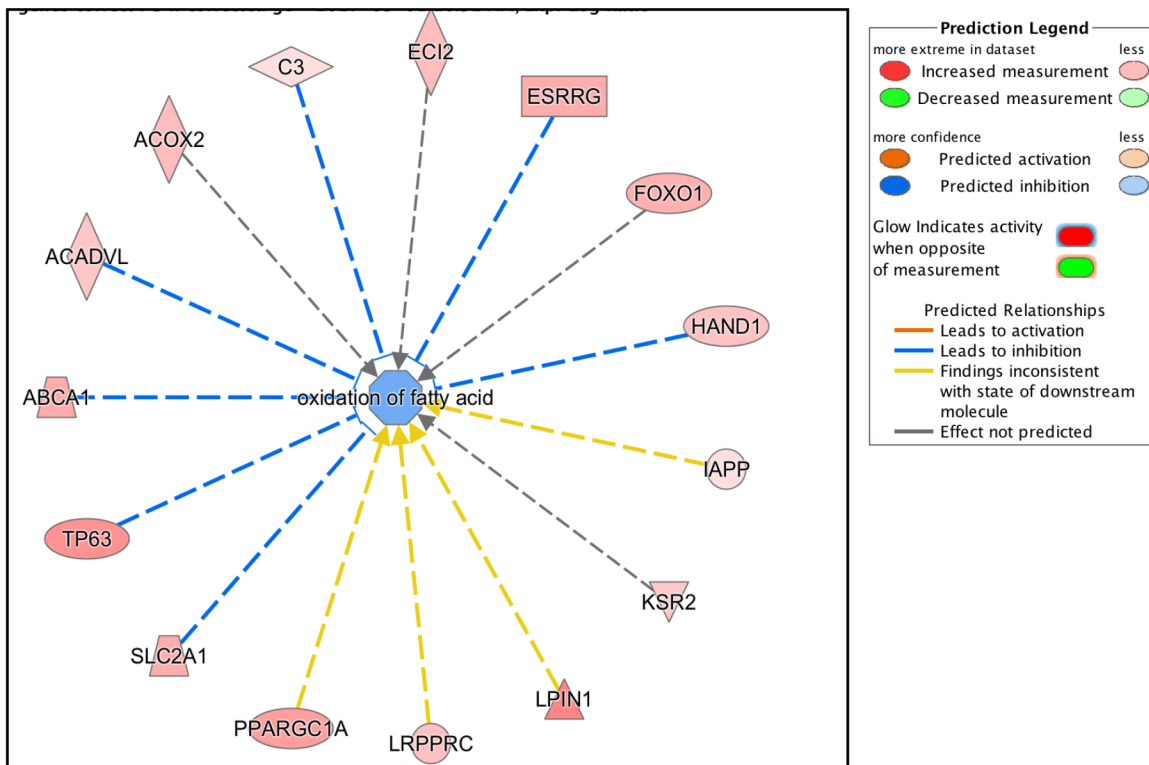 C3
ECI2
ESRRG
ACOX2
FOXO1
ACADVL
HAND1
ABCA1
oxidation of fatty acid
IAPP
TP63
KSR2
SLC2A1
LPIN1
PPARGC1A
LRPPRC
Prediction Legend
more extreme in dataset less
Increased measurement
Decreased measurement
more confidence less
Predicted activation
Predicted inhibition
Glow Indicates activity
when opposite
of measurement
Predicted Relationships
Leads to activation
Leads to inhibition
Findings inconsistent
with state of downstream
molecule
Effect not predicted